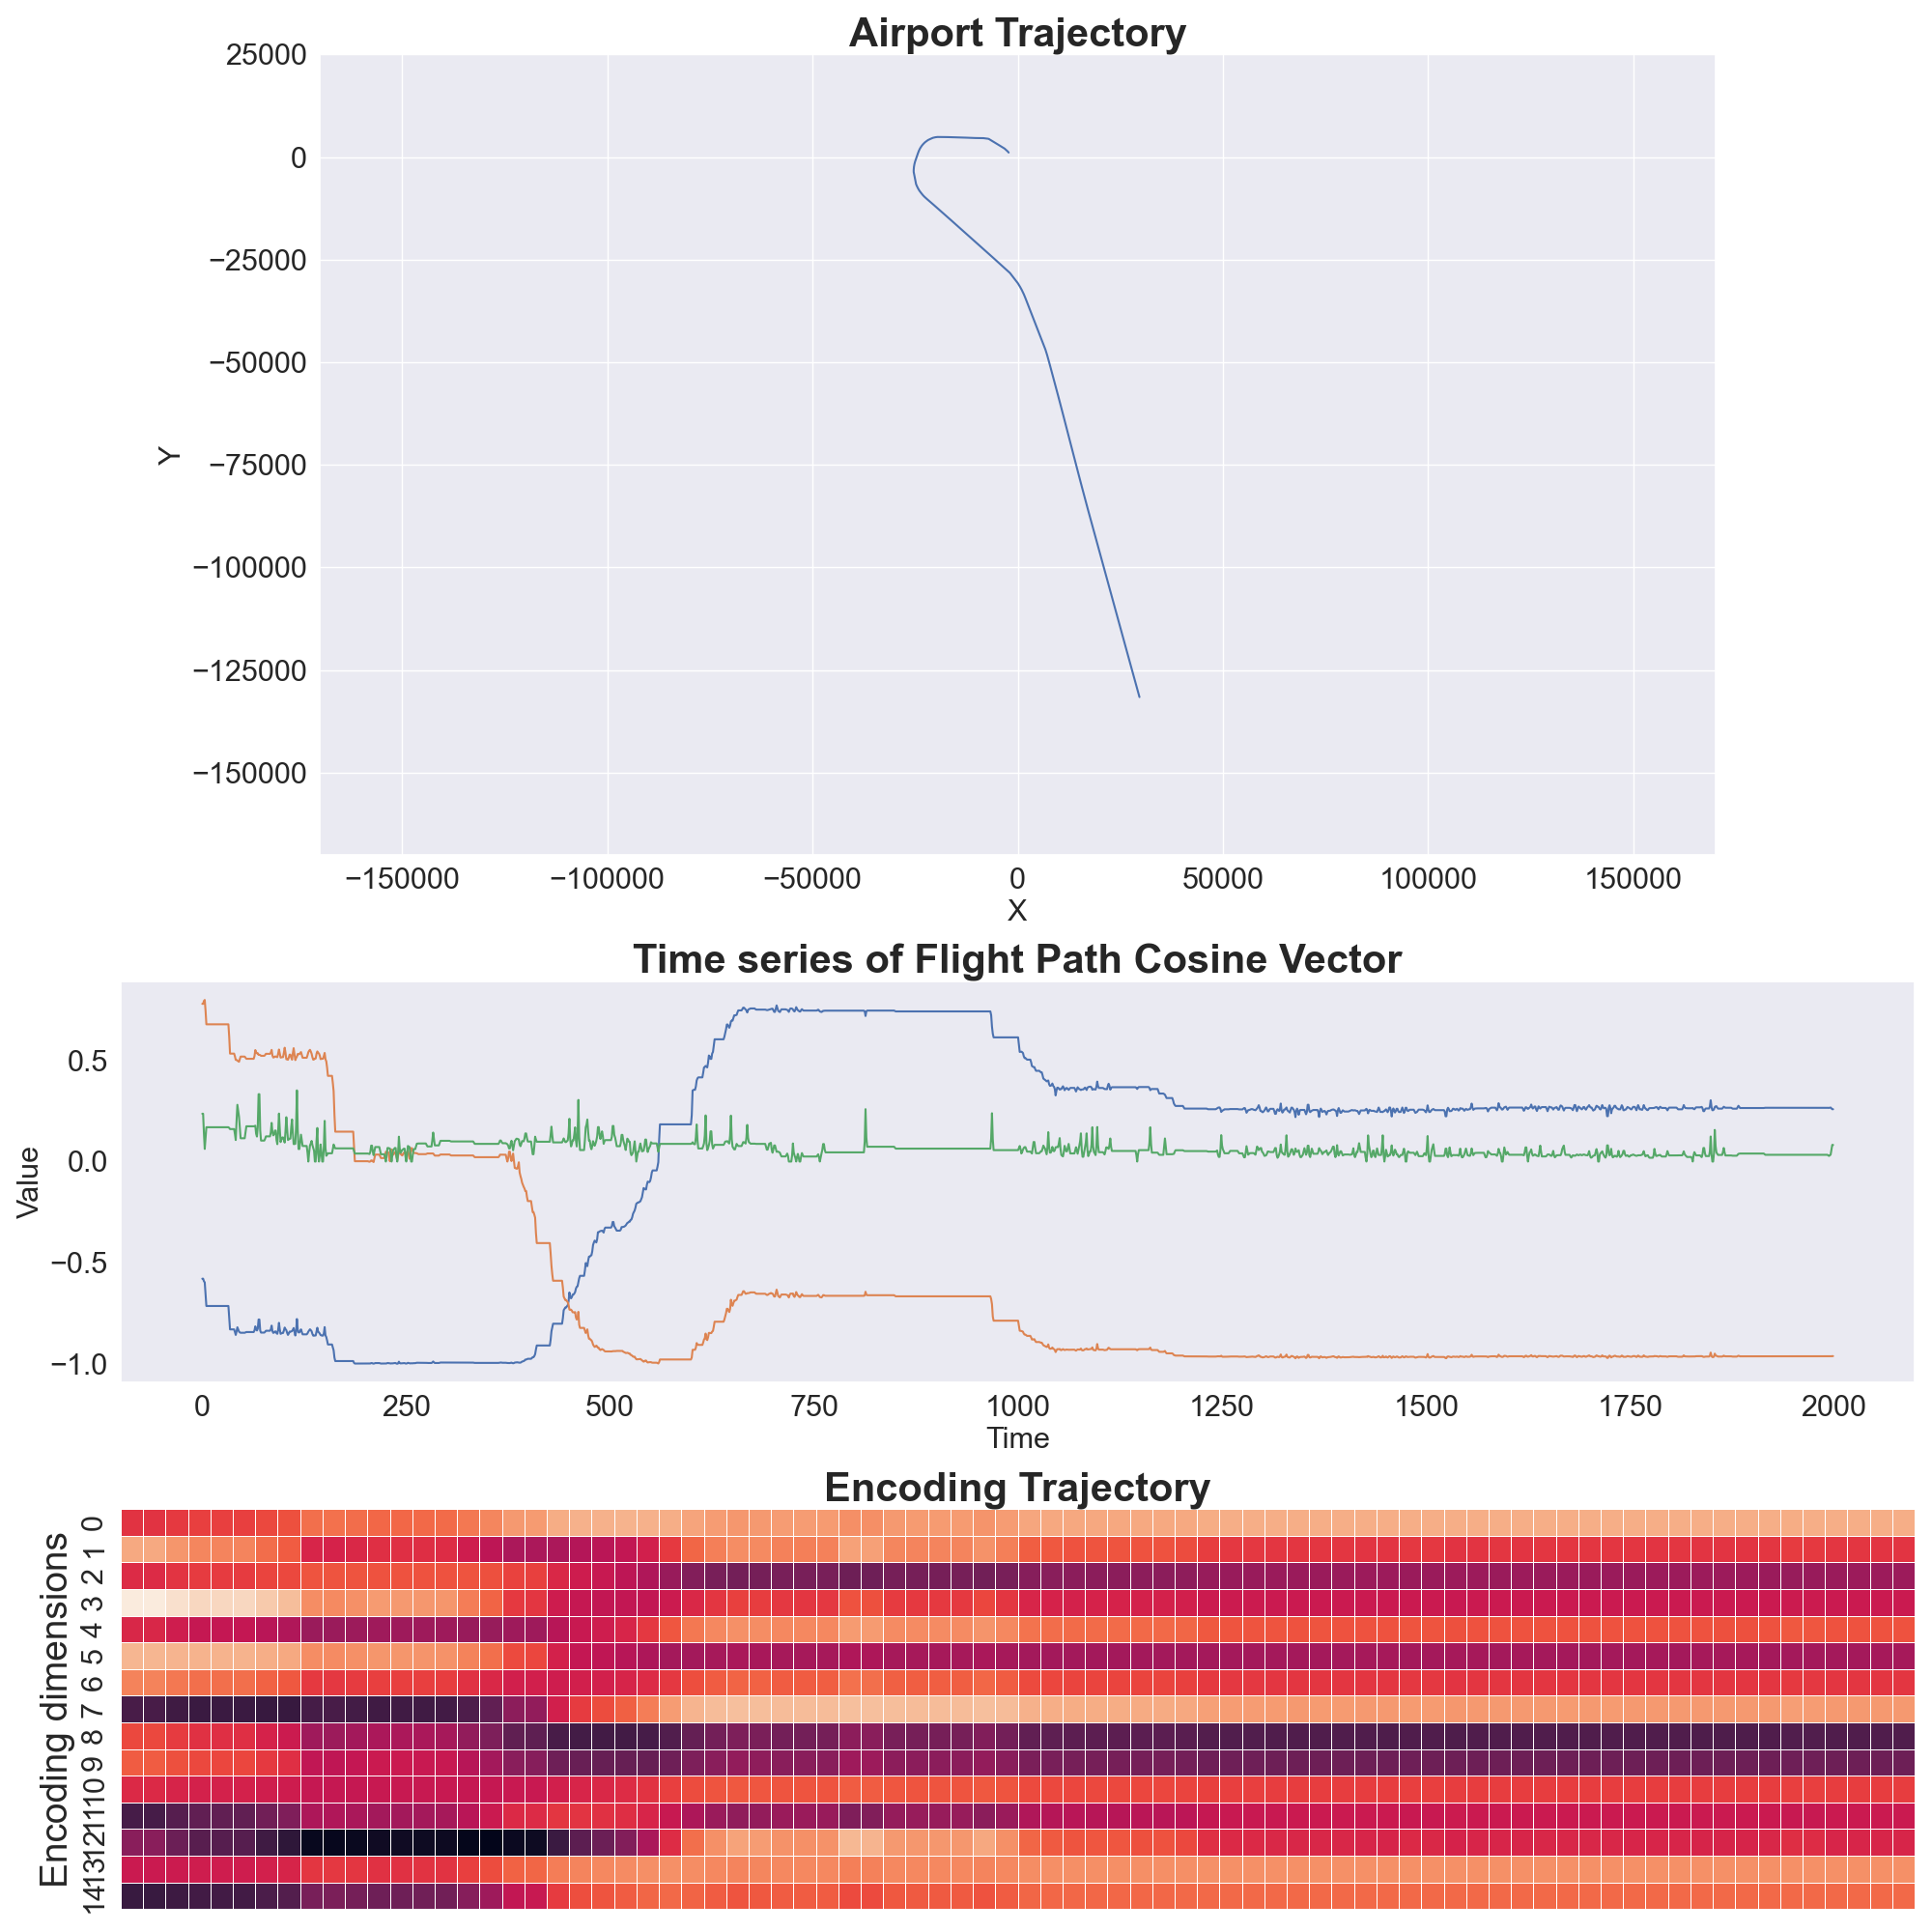 Airport Trajectory
25000
0
−25000
−50000
−75000
−100000
−125000
−150000
Y
−150000 −100000 −50000 0 50000 100000 150000
X
Time series of Flight Path Cosine Vector
0.5
0.0
−0.5
−1.0
Value
0 250 500 750 1000 1250 1500 1750 2000
Time
Encoding Trajectory
Encoding dimensions
0
1
2
3
4
5
6
7
8
9
10
11
12
13
14